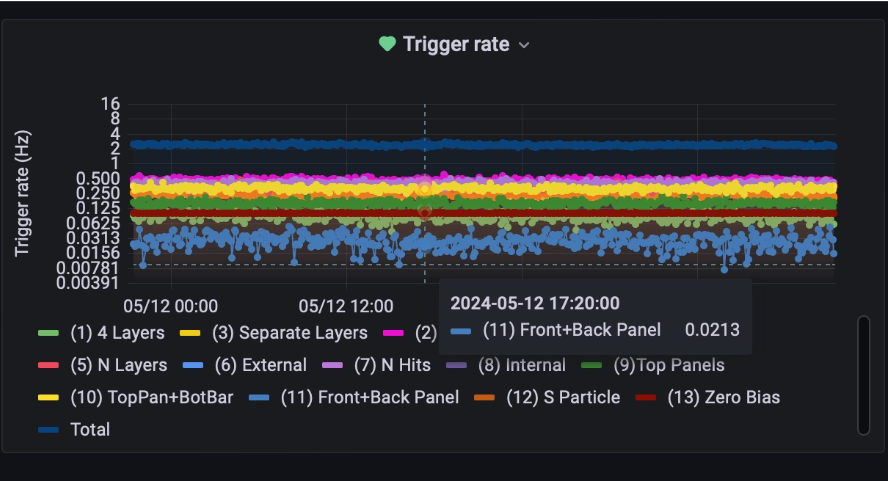 Trigger rate
Trigger rate (Hz)
16
8
4
2
1
0.500
0.250
0.125
0.0625
0.0313
0.0156
0.00781
0.00391
05/12 00:00 05/12 12:00
2024-05-12 17:20:00
(11) Front+Back Panel 0.0213
(1) 4 Layers (3) Separate Layers (2)
(5) N Layers (6) External (7) N Hits (8) Internal (9)Top Panels
(10) TopPan+BotBar (11) Front+Back Panel (12) S Particle (13) Zero Bias
Total